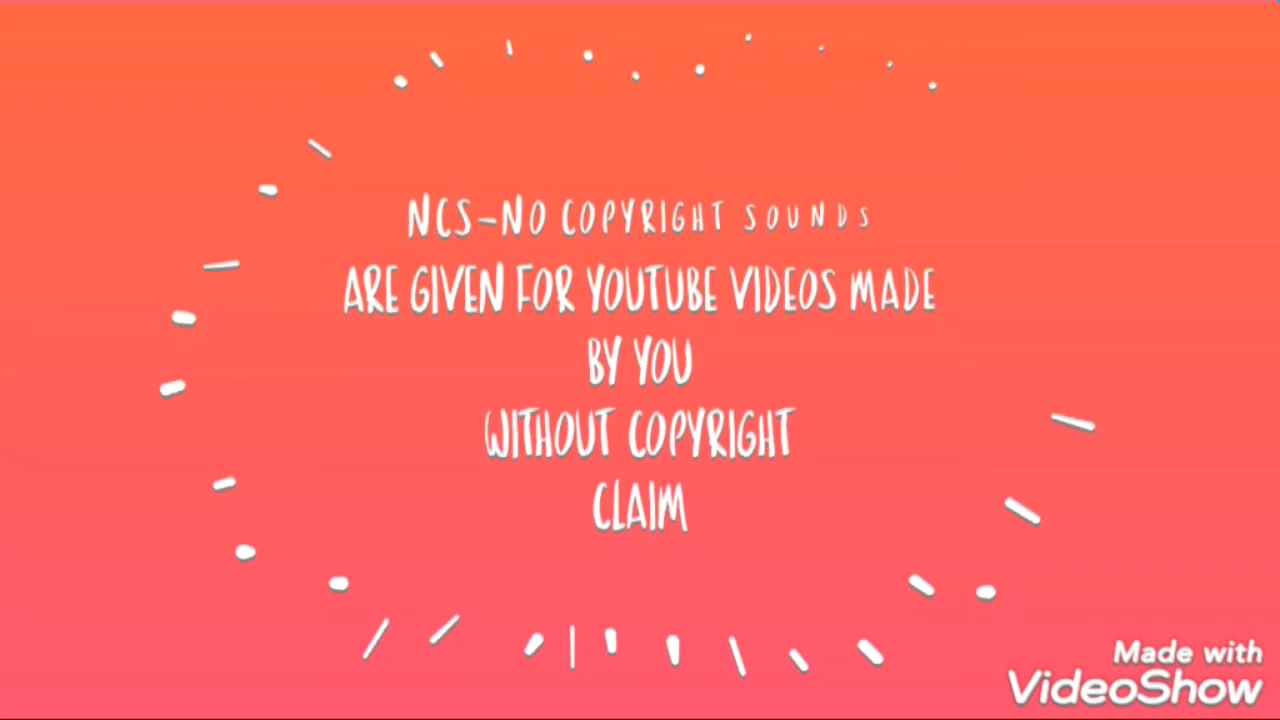 NCS-NO COPYRIGHT SOUNDS
ARE GIVEN FOR YOUTUBE VIDEOS MADE
BY YOU
WITHOUT COPYRIGHT
CLAIM
Made with
VideoShow